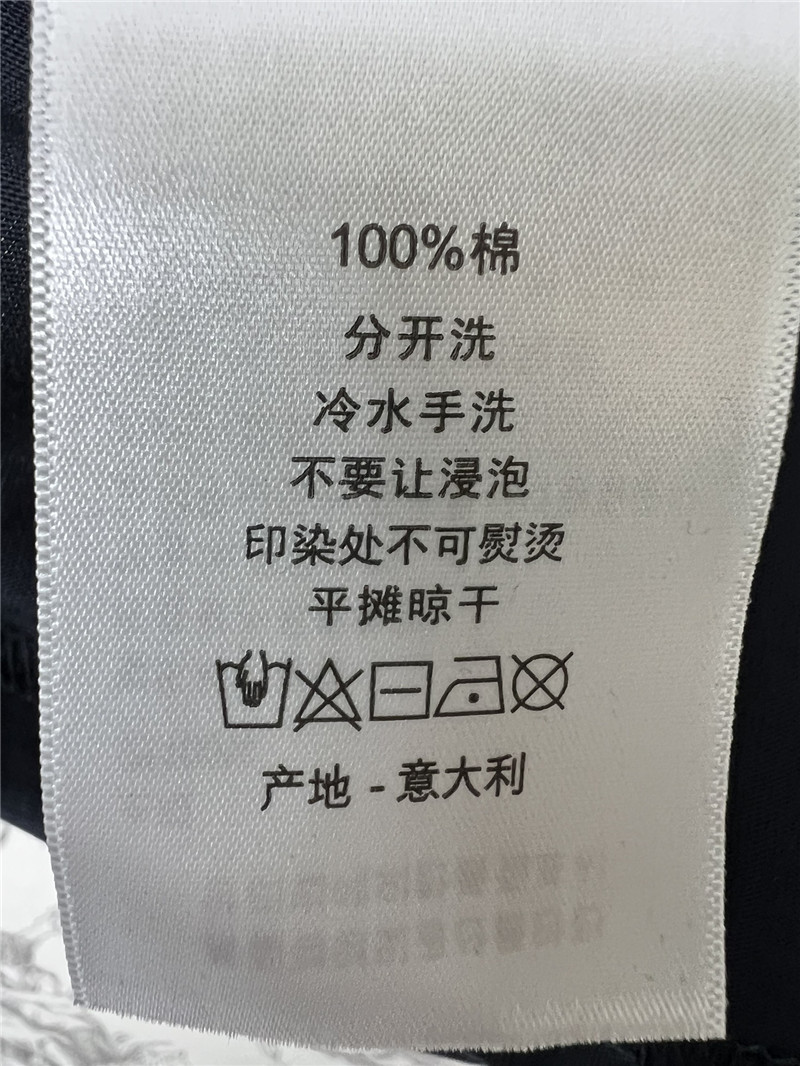 100%棉
分开洗
冷水手洗
不要让浸泡
印染处不可熨烫
平摊晾干
产地 - 意大利